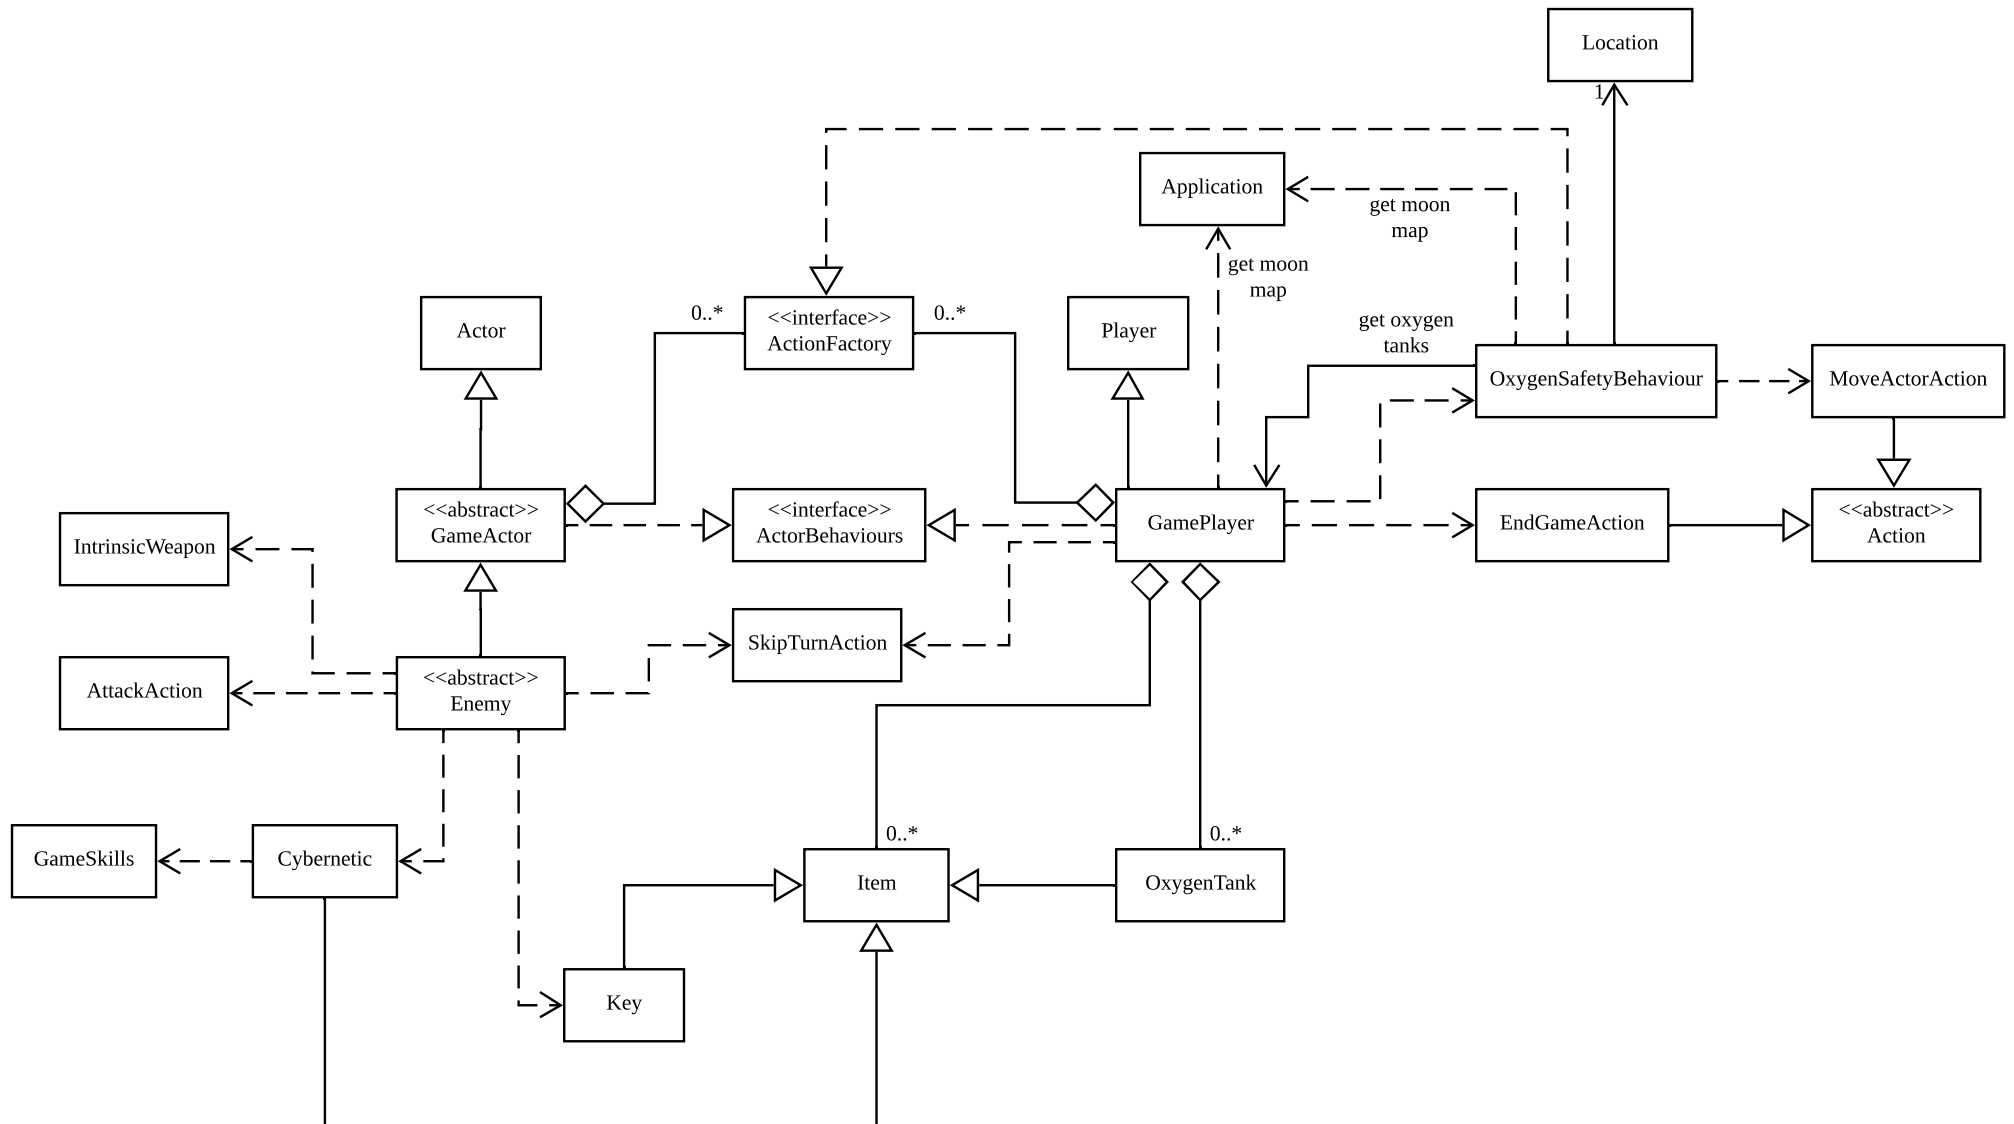 Location
1
Application
get moon
map
get moon
map
Actor
0..*
<<interface>>
ActionFactory
0..*
Player
get oxygen
tanks
OxygenSafetyBehaviour
MoveActorAction
IntrinsicWeapon
<<abstract>>
GameActor
<<interface>>
ActorBehaviours
GamePlayer
EndGameAction
<<abstract>>
Action
AttackAction
<<abstract>>
Enemy
SkipTurnAction
GameSkills
Cybernetic
0..*
Item
0..*
OxygenTank
Key